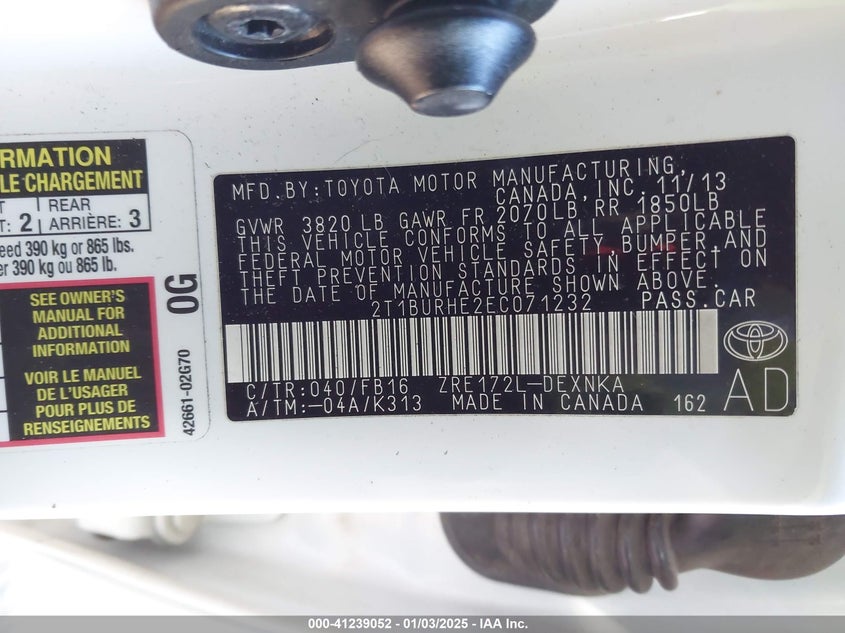 RMATION
LE CHARGEMENT
T
: 2
REAR
ARRIÈRE: 3
eed 390 kg or 865 lbs.
er 390 kg ou 865 lb.
SEE OWNER'S
MANUAL FOR
ADDITIONAL
INFORMATION
VOIR LE MANUEL
DE L'USAGER
POUR PLUS DE
RENSEIGNEMENTS
0G
42661-02G70
MFD.BY:TOYOTA MOTOR MANUFACTURING,
CANADA,INC. 11/13
GVWR 3820 LB GAWR FR 2070LB RR 1850LB
THIS VEHICLE CONFORMS TO ALL APPLICABLE
FEDERAL MOTOR VEHICLE SAFETY,BUMPER,AND
THEFT PREVENTION STANDARDS IN EFFECT ON
THE DATE OF MANUFACTURE SHOWN ABOVE.
2T1BURHE2EC071232 PASS.CAR
C/TR:040/FB16 ZRE172L-DEXNKA
A/TM:-04A/K313 MADE IN CANADA 162
AD
000-41239052 - 01/03/2025 - IAA Inc.